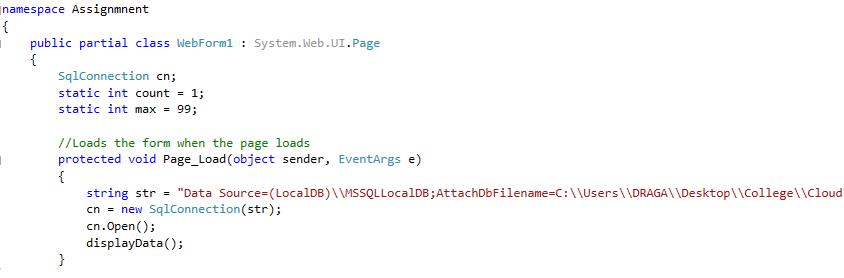 namespace Assignmnent
{
public partial class WebForm1 : System.Web.UI.Page
{
SqlConnection cn;
static int count = 1;
static int max = 99;
//Loads the form when the page loads
protected void Page_Load(object sender, EventArgs e)
{
string str = "Data Source=(LocalDB)\\MSSQLLocalDB;AttachDbFilename=C:\\Users\\DRAGA\\Desktop\\College\\Cloud
cn = new SqlConnection(str);
cn.Open();
displayData();
}